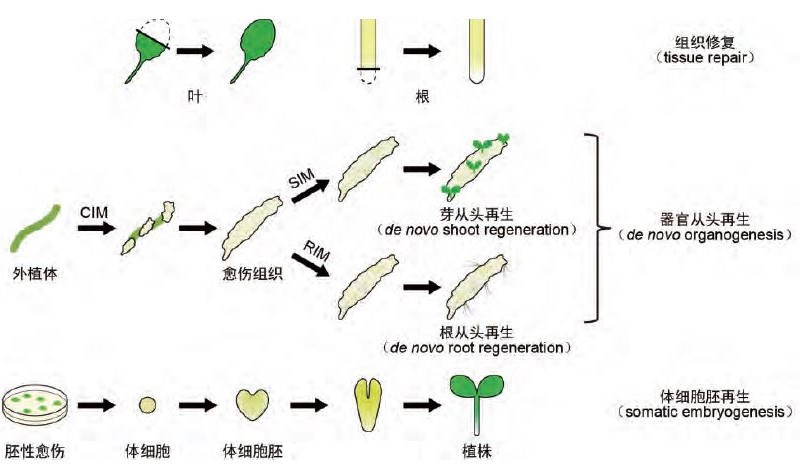 组织修复
(tissue repair)
叶
根
CIM
SIM
RIM
外植体
愈伤组织
芽从头再生
(de novo shoot regeneration)
根从头再生
(de novo root regeneration)
器官从头再生
(de novo organogenesis)
胚性愈伤
体细胞
体细胞胚
植株
体细胞胚再生
(somatic embryogenesis)